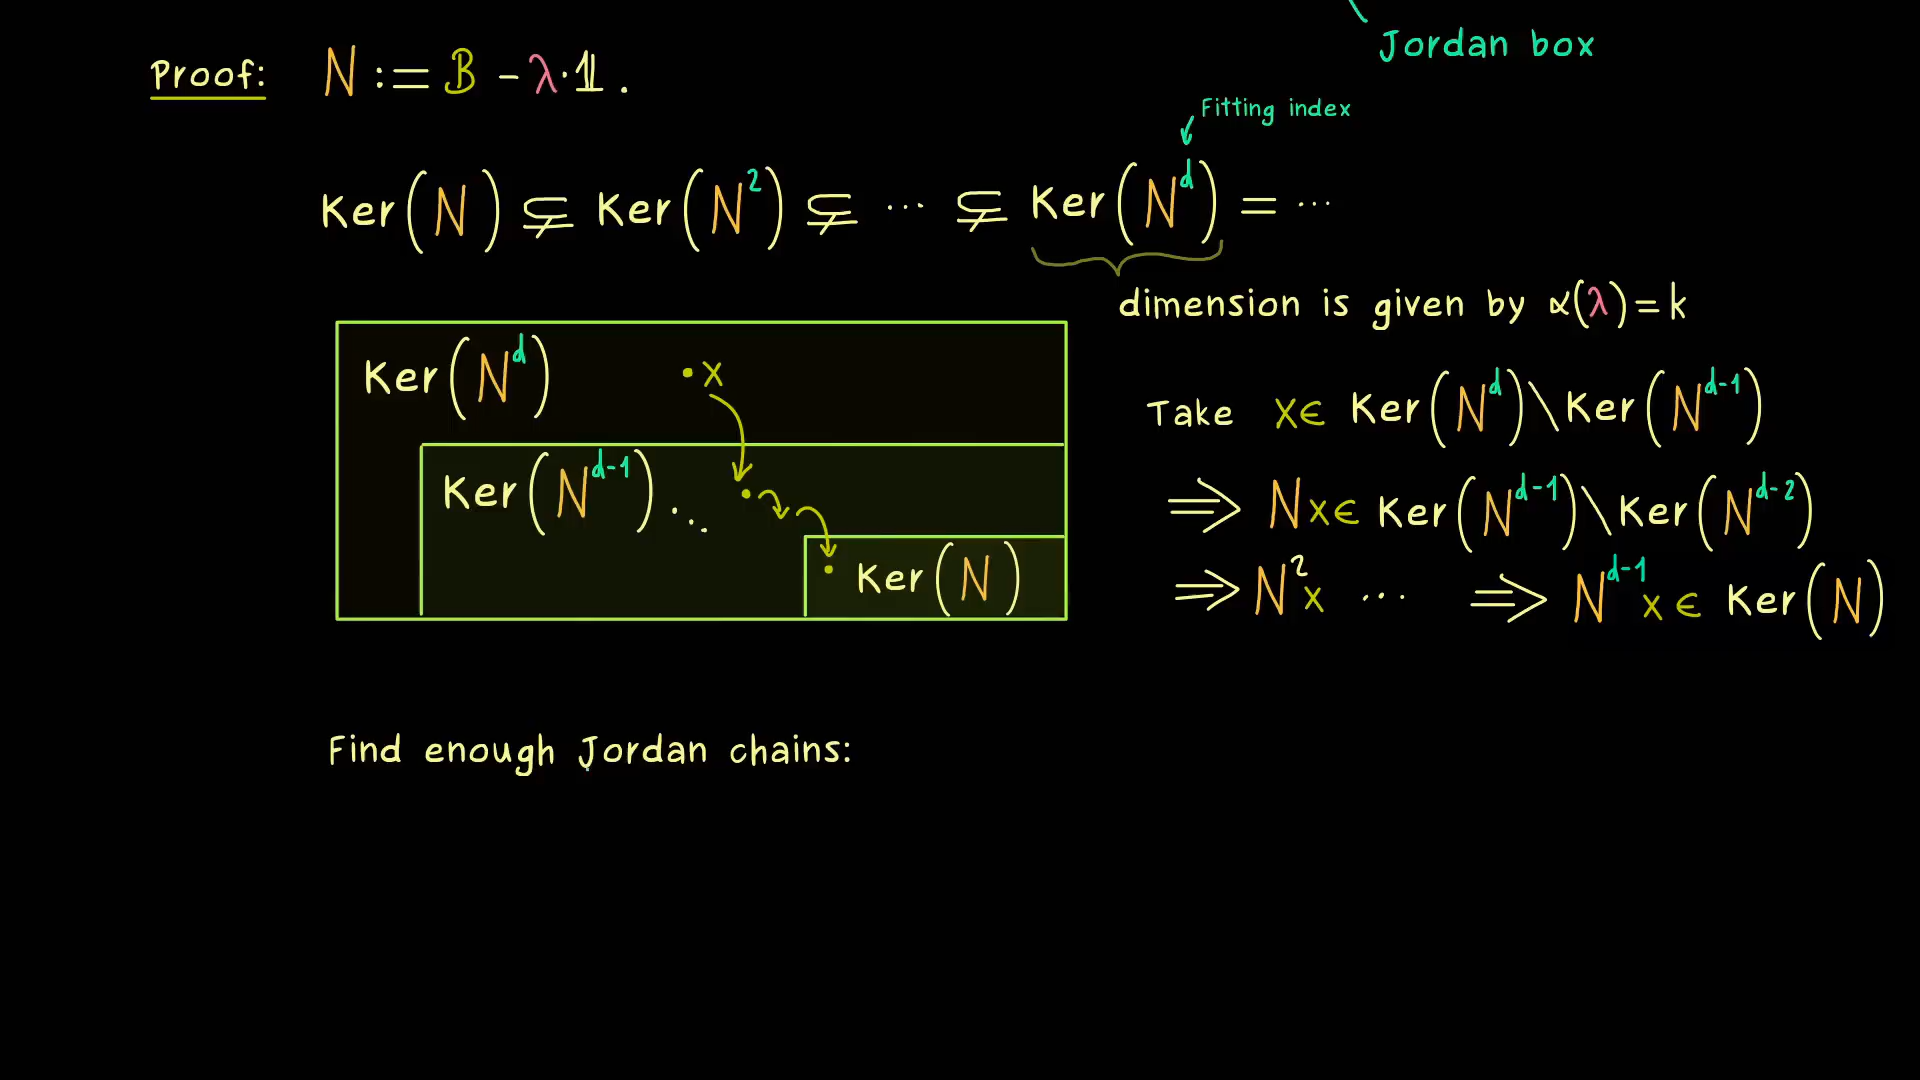 Jordan box
Proof: N := B - λ·𝟙 .
Fitting index
Ker(N) ⊊ Ker(N²) ⊊ ··· ⊊ Ker(N^d) = ···
dimension is given by α(λ) = k
Ker(N^d) · x
Take x ∈ Ker(N^d) \ Ker(N^{d-1})
Ker(N^{d-1}) ⋱
⇒ Nx ∈ Ker(N^{d-1}) \ Ker(N^{d-2})
Ker(N)
⇒ N²x ··· ⇒ N^{d-1}x ∈ Ker(N)
Find enough Jordan chains: